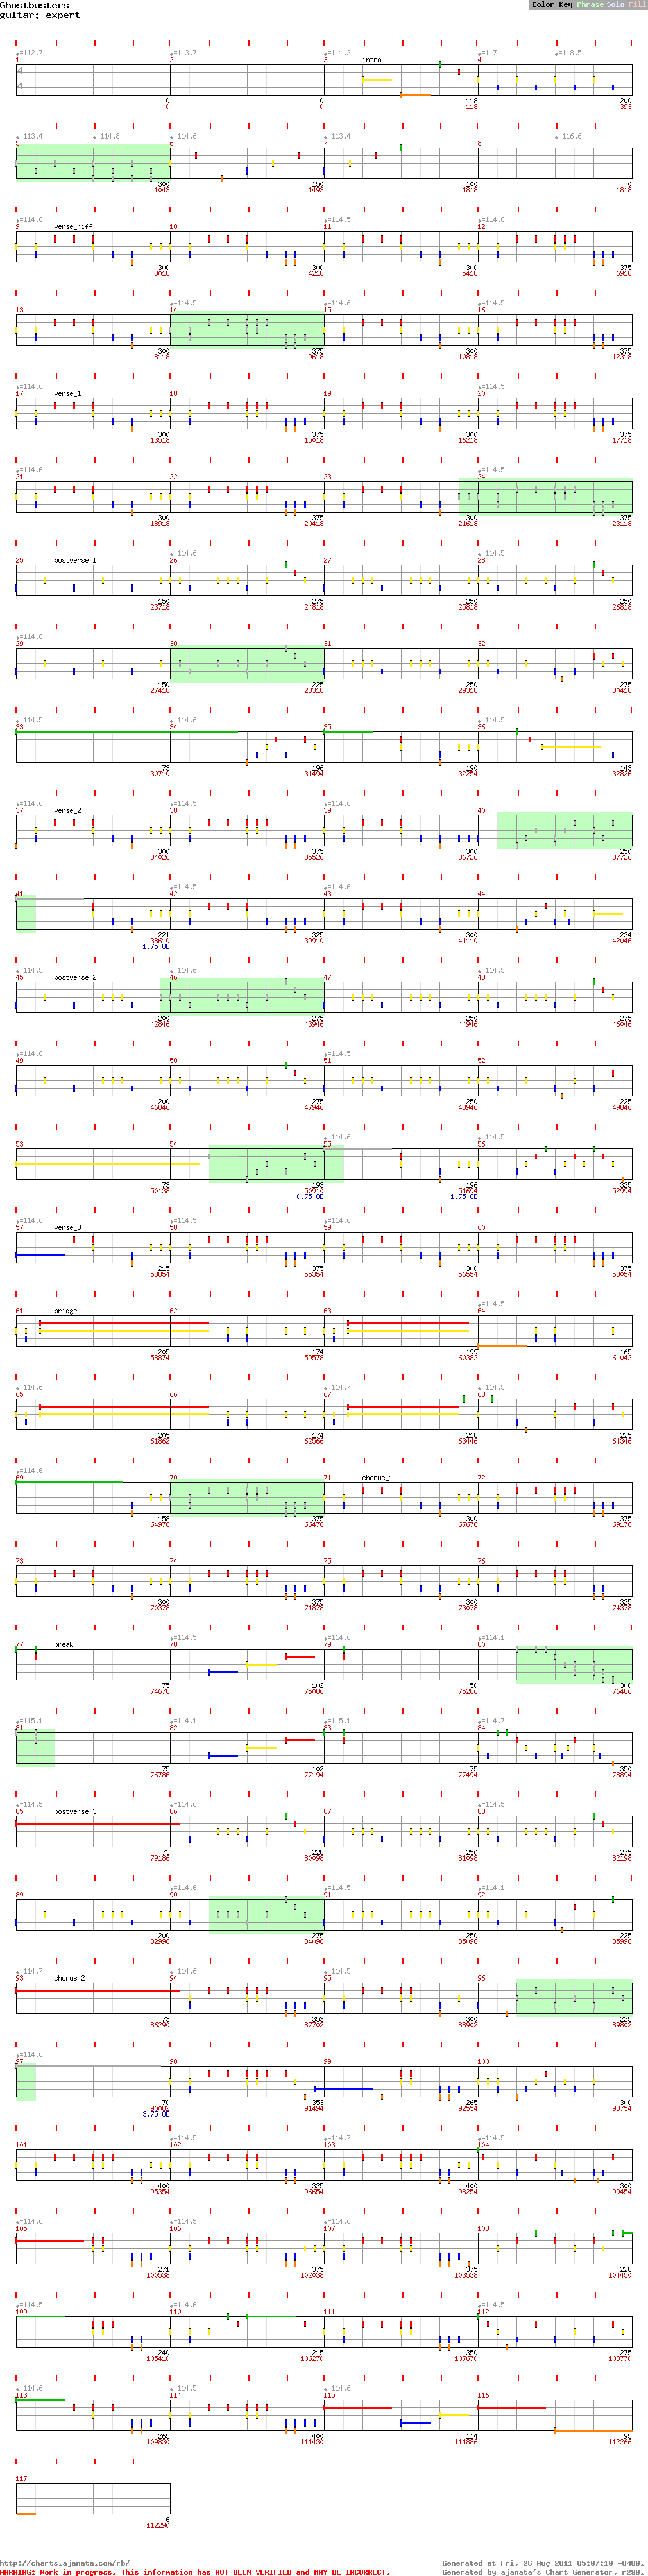 Ghostbusters
Color Key Phrase Solo Fill
guitar: expert
♩=112.7 ♩=113.7 ♩=111.2 ♩=117 ♩=118.5
1 2 3 intro 4
4
4
0 0 118 200
0 0 118 393
♩=113.4 ♩=114.8 ♩=114.6 ♩=113.4 ♩=116.6
5 6 7 8
300 150 100 0
1043 1493 1818 1818
♩=114.6 ♩=114.6 ♩=114.5 ♩=114.6
9 verse_riff 10 11 12
300 375 300 375
3018 4218 5418 6918
♩=114.5 ♩=114.6
13 14 15 16
300 375 300 375
8118 9618 10818 12318
♩=114.6 ♩=114.5
17 verse_1 18 19 20
300 375 300 375
13518 15018 16218 17718
♩=114.6 ♩=114.5
21 22 23 24
300 375 300 375
18918 20418 21618 23118
♩=114.6 ♩=114.5
25 postverse_1 26 27 28
150 275 250 250
23718 24818 25818 26818
♩=114.6
29 30 31 32
150 225 250 275
27418 28318 29318 30418
♩=114.5 ♩=114.6 ♩=114.5
33 34 35 36
73 196 190 143
30710 31494 32254 32826
♩=114.6 ♩=114.5 ♩=114.6
37 verse_2 38 39 40
300 375 300 250
34026 35526 36726 37726
♩=114.5 ♩=114.6
41 42 43 44
221 325 300 234
38610 39910 41110 42046
1.75 OD
♩=114.5 ♩=114.6 ♩=114.5
45 postverse_2 46 47 48
200 275 250 275
42846 43946 44946 46046
♩=114.6 ♩=114.5
49 50 51 52
200 275 250 225
46846 47946 48946 49846
♩=114.6 ♩=114.5
53 54 55 56
73 193 196 325
50138 50910 51694 52994
0.75 OD 1.75 OD
♩=114.6 ♩=114.5 ♩=114.6
57 verse_3 58 59 60
215 375 300 375
53854 55354 56554 58054
♩=114.5
61 bridge 62 63 64
205 174 199 165
58874 59578 60382 61042
♩=114.6 ♩=114.7 ♩=114.5
65 66 67 68
205 174 218 225
61862 62566 63446 64346
♩=114.6
69 70 71 chorus_1 72
158 375 300 375
64978 66478 67678 69178
73 74 75 76
300 375 300 325
70378 71878 73078 74378
♩=114.5 ♩=114.6 ♩=114.1
77 break 78 79 80
75 102 50 300
74678 75086 75286 76486
♩=115.1 ♩=114.1 ♩=115.1 ♩=114.7
81 82 83 84
75 102 75 350
76786 77194 77494 78894
♩=114.5 ♩=114.6 ♩=114.5
85 postverse_3 86 87 88
73 228 250 275
79186 80098 81098 82198
♩=114.6 ♩=114.5 ♩=114.1
89 90 91 92
200 275 250 225
82998 84098 85098 85998
♩=114.7 ♩=114.6 ♩=114.5
93 chorus_2 94 95 96
73 353 300 225
86290 87702 88902 89802
♩=114.6
97 98 99 100
70 353 265 300
90082 91494 92554 93754
3.75 OD
♩=114.5 ♩=114.7 ♩=114.5
101 102 103 104
400 325 400 300
95354 96654 98254 99454
♩=114.6 ♩=114.5 ♩=114.6
105 106 107 108
271 375 375 228
100538 102038 103538 104450
♩=114.5 ♩=114.6 ♩=114.5
109 110 111 112
240 215 350 275
105410 106270 107670 108770
♩=114.6 ♩=114.5 ♩=114.6
113 114 115 116
265 400 114 95
109830 111430 111886 112266
117
6
112290
http://charts.ajanata.com/rb/ Generated at Fri, 26 Aug 2011 05:07:10 -0400.
WARNING: Work in progress. This information has NOT BEEN VERIFIED and MAY BE INCORRECT. Generated by ajanata's Chart Generator, r299.